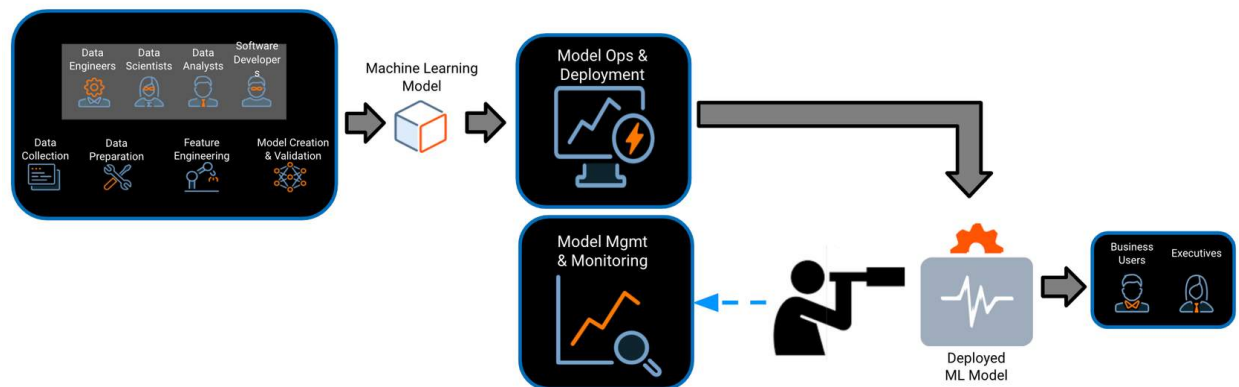 Data
Engineers
Data
Scientists
Data
Analysts
Software
Developer
s
Data
Collection
Data
Preparation
Feature
Engineering
Model Creation
& Validation
Machine Learning
Model
Model Ops &
Deployment
Model Mgmt
& Monitoring
Deployed
ML Model
Business
Users
Executives